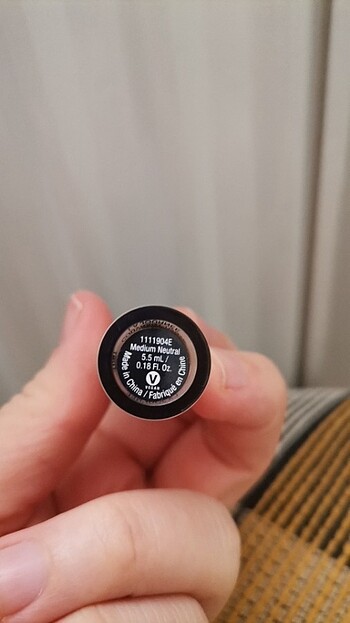 1111904E
Medium Neutral
5.5 mL /
0.18 Fl. Oz.
V
VEGAN
Made in China / Fabriqué en Chine